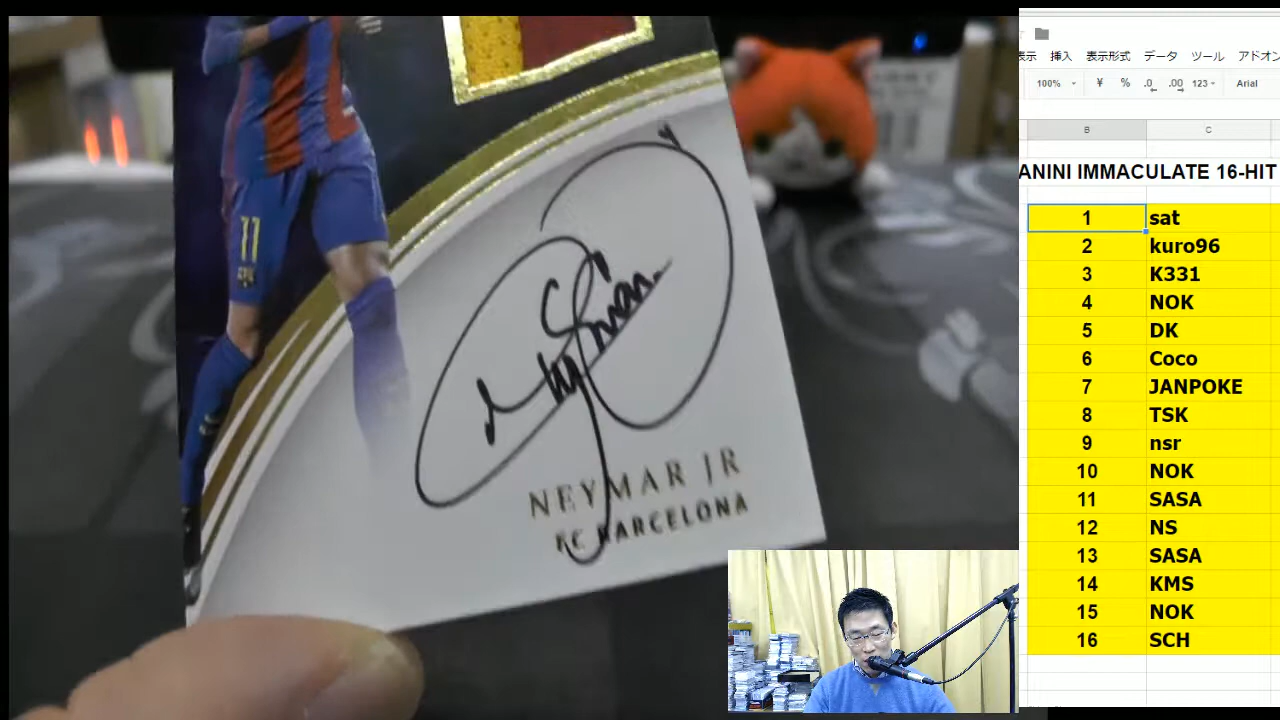 11
NEYMAR JR
FC BARCELONA
表示 挿入 表示形式 データ ツール アドオン
100% ¥ % .0 .00 123 Arial
B C
ANINI IMMACULATE 16-HIT
1 sat
2 kuro96
3 K331
4 NOK
5 DK
6 Coco
7 JANPOKE
8 TSK
9 nsr
10 NOK
11 SASA
12 NS
13 SASA
14 KMS
15 NOK
16 SCH